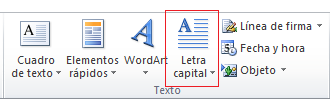 Cuadro de texto
Elementos rápidos
WordArt
Letra capital
Línea de firma
Fecha y hora
Objeto
Texto